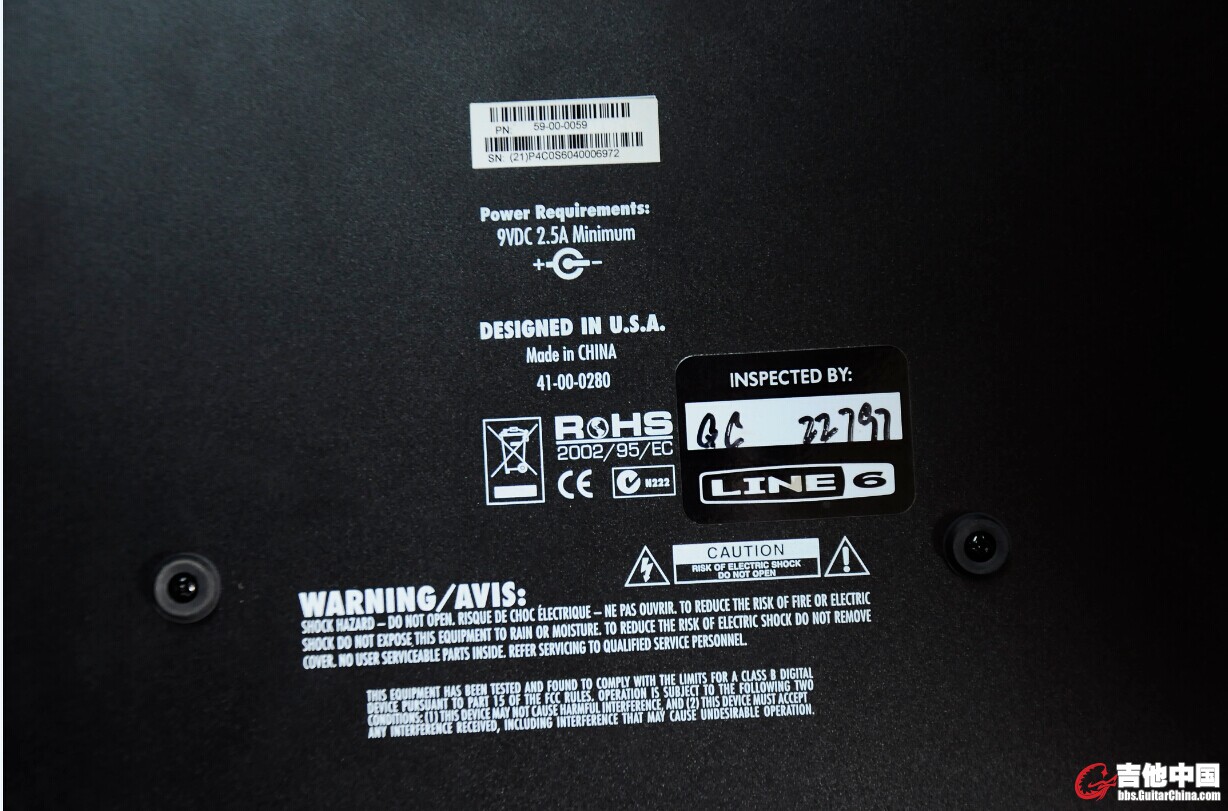 PN: 59-00-0059
SN: (21)P4C0S6040006972
Power Requirements:
9VDC 2.5A Minimum
+ -
DESIGNED IN U.S.A.
Made in CHINA
41-00-0280
RoHS
2002/95/EC
CE
N222
INSPECTED BY:
QC 22797
LINE 6
CAUTION
RISK OF ELECTRIC SHOCK
DO NOT OPEN
WARNING/AVIS:
SHOCK HAZARD – DO NOT OPEN. RISQUE DE CHOC ÉLECTRIQUE – NE PAS OUVRIR. TO REDUCE THE RISK OF FIRE OR ELECTRIC
SHOCK DO NOT EXPOSE THIS EQUIPMENT TO RAIN OR MOISTURE. TO REDUCE THE RISK OF ELECTRIC SHOCK DO NOT REMOVE
COVER. NO USER SERVICEABLE PARTS INSIDE. REFER SERVICING TO QUALIFIED SERVICE PERSONNEL.
THIS EQUIPMENT HAS BEEN TESTED AND FOUND TO COMPLY WITH THE LIMITS FOR A CLASS B DIGITAL
DEVICE PURSUANT TO PART 15 OF THE FCC RULES. OPERATION IS SUBJECT TO THE FOLLOWING TWO
CONDITIONS: (1) THIS DEVICE MAY NOT CAUSE HARMFUL INTERFERENCE, AND (2) THIS DEVICE MUST ACCEPT
ANY INTERFERENCE RECEIVED, INCLUDING INTERFERENCE THAT MAY CAUSE UNDESIRABLE OPERATION.
吉他中国
bbs.GuitarChina.com